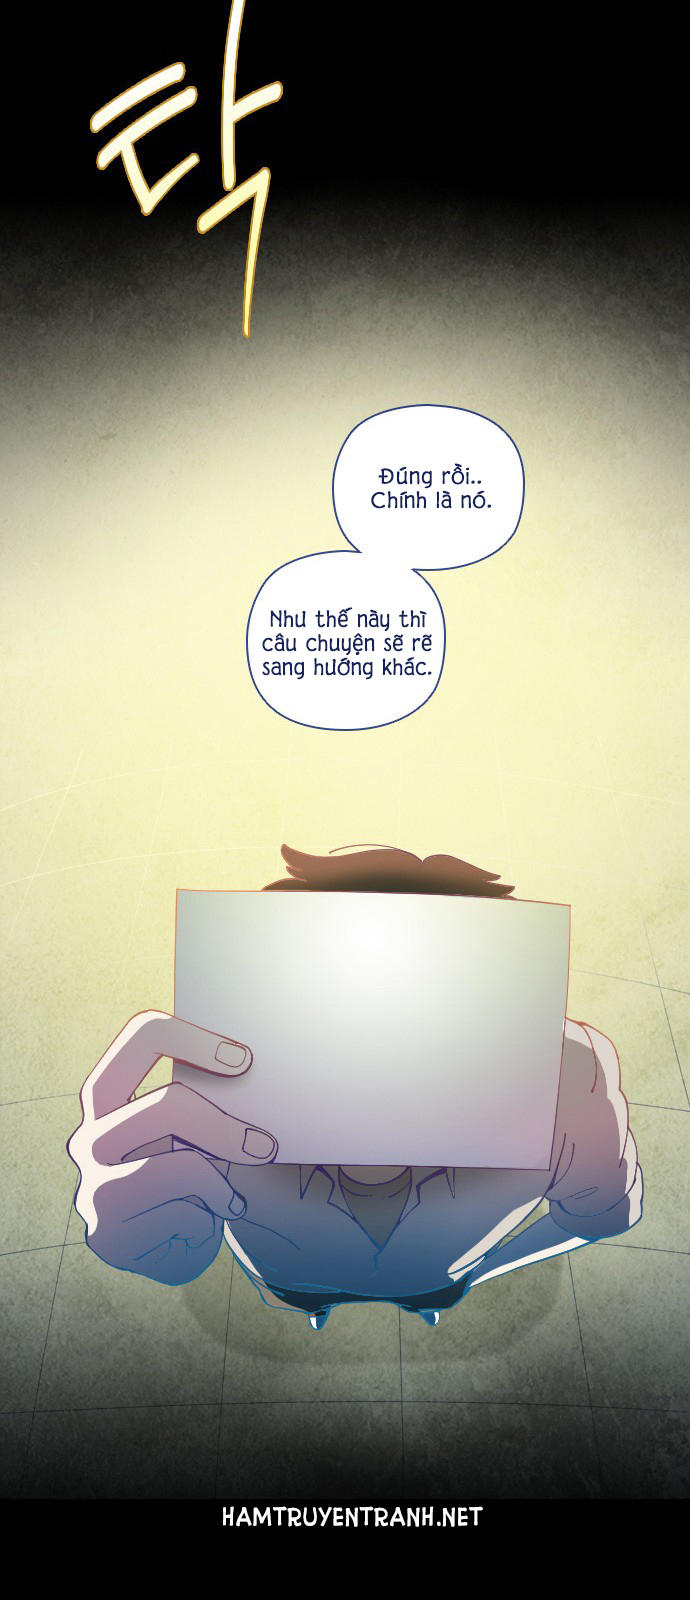 탁
Đúng rồi..
Chính là nó.
Như thế này thì
câu chuyện sẽ rẽ
sang hướng khác.
HAMTRUYENTRANH.NET